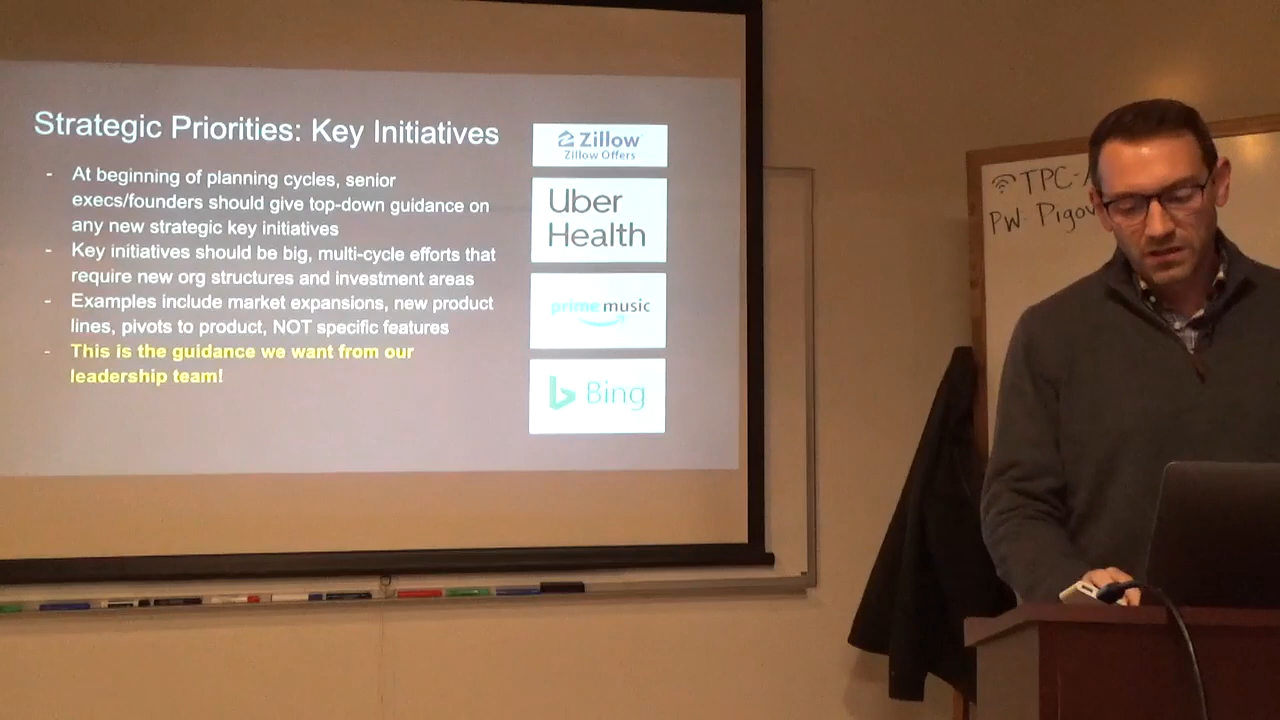 Strategic Priorities: Key Initiatives
- At beginning of planning cycles, senior
execs/founders should give top-down guidance on
any new strategic key initiatives
- Key initiatives should be big, multi-cycle efforts that
require new org structures and investment areas
- Examples include market expansions, new product
lines, pivots to product, NOT specific features
- This is the guidance we want from our
leadership team!
Zillow
Zillow Offers
Uber
Health
prime music
Bing
TPC-
PW